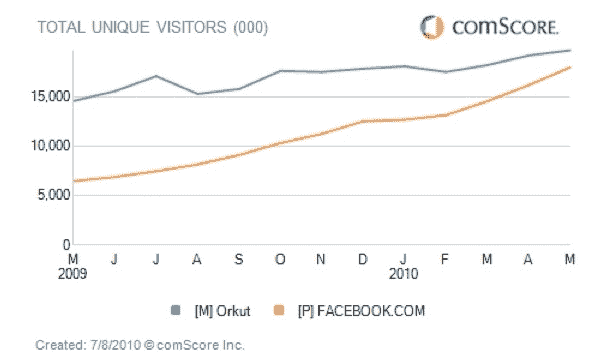 TOTAL UNIQUE VISITORS (000)
comSCORE.
15,000
10,000
5,000
0
M J J A S O N D J F M A M
2009 2010
[M] Orkut [P] FACEBOOK.COM
Created: 7/8/2010 © comScore Inc.